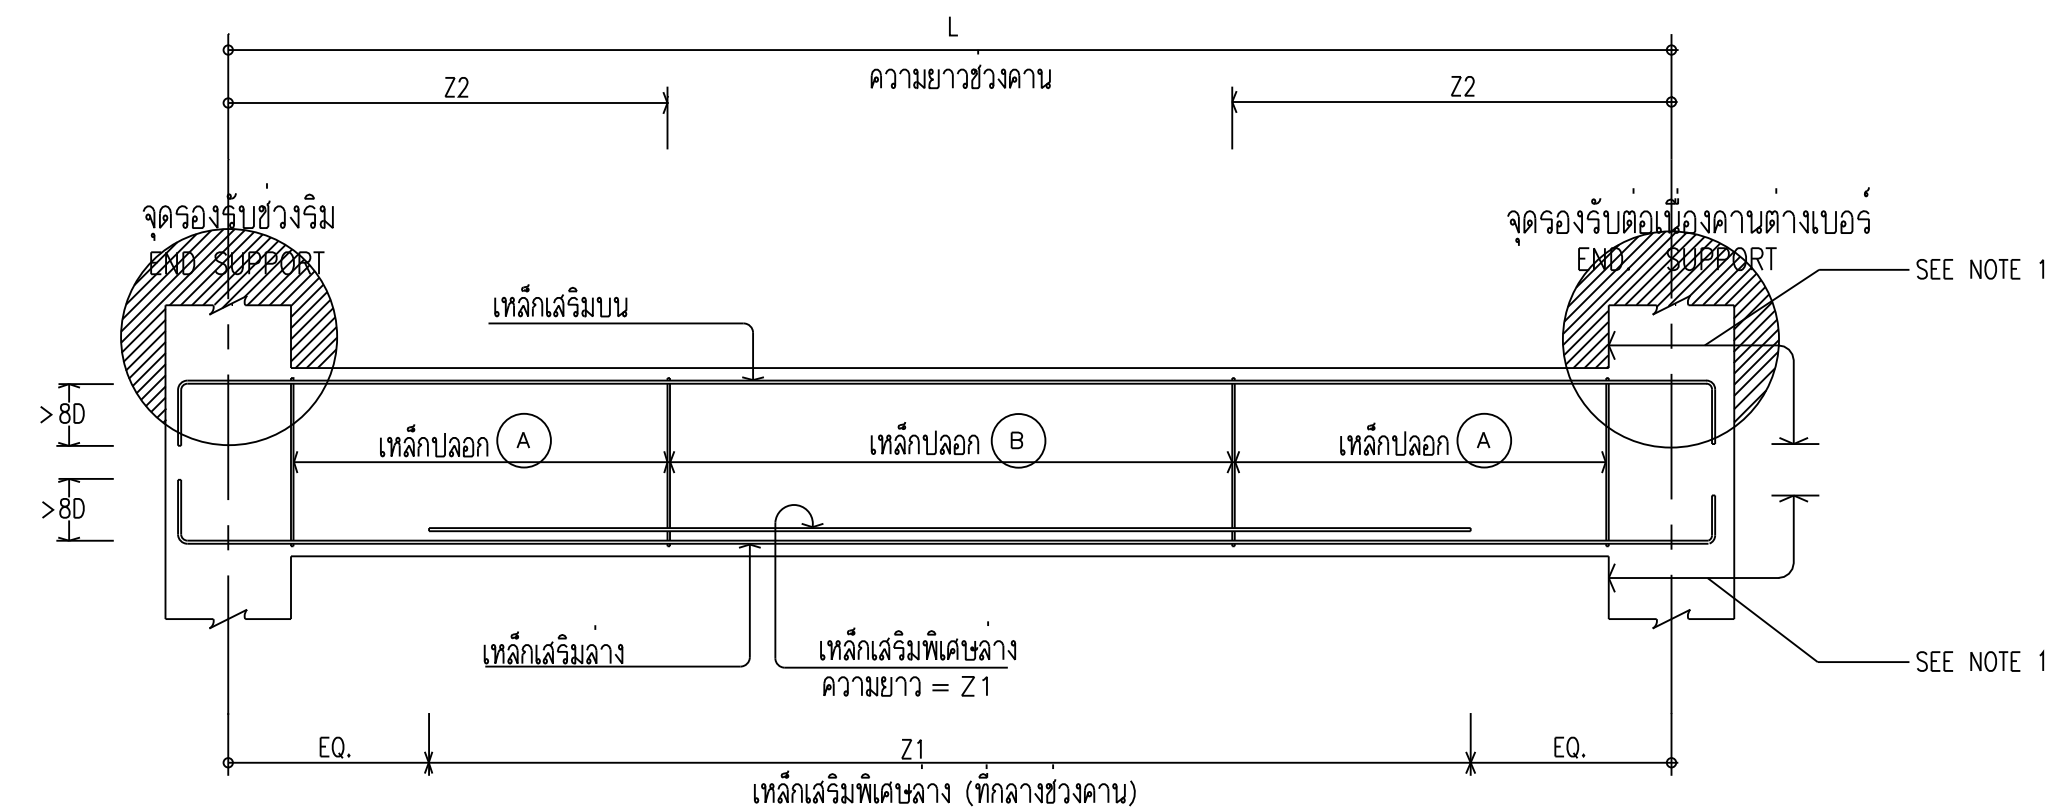 L
ความยาวช่วงคาน
Z2
Z2
จุดรองรับช่วงริม
END SUPPORT
จุดรองรับต่อเนื่องคานต่างเบอร์
END. SUPPORT
SEE NOTE 1
เหล็กเสริมบน
>8D
เหล็กปลอก A
เหล็กปลอก B
เหล็กปลอก A
>8D
เหล็กเสริมล่าง
เหล็กเสริมพิเศษล่าง
ความยาว = Z1
SEE NOTE 1
EQ.
Z1
EQ.
เหล็กเสริมพิเศษล่าง (ที่กลางช่วงคาน)